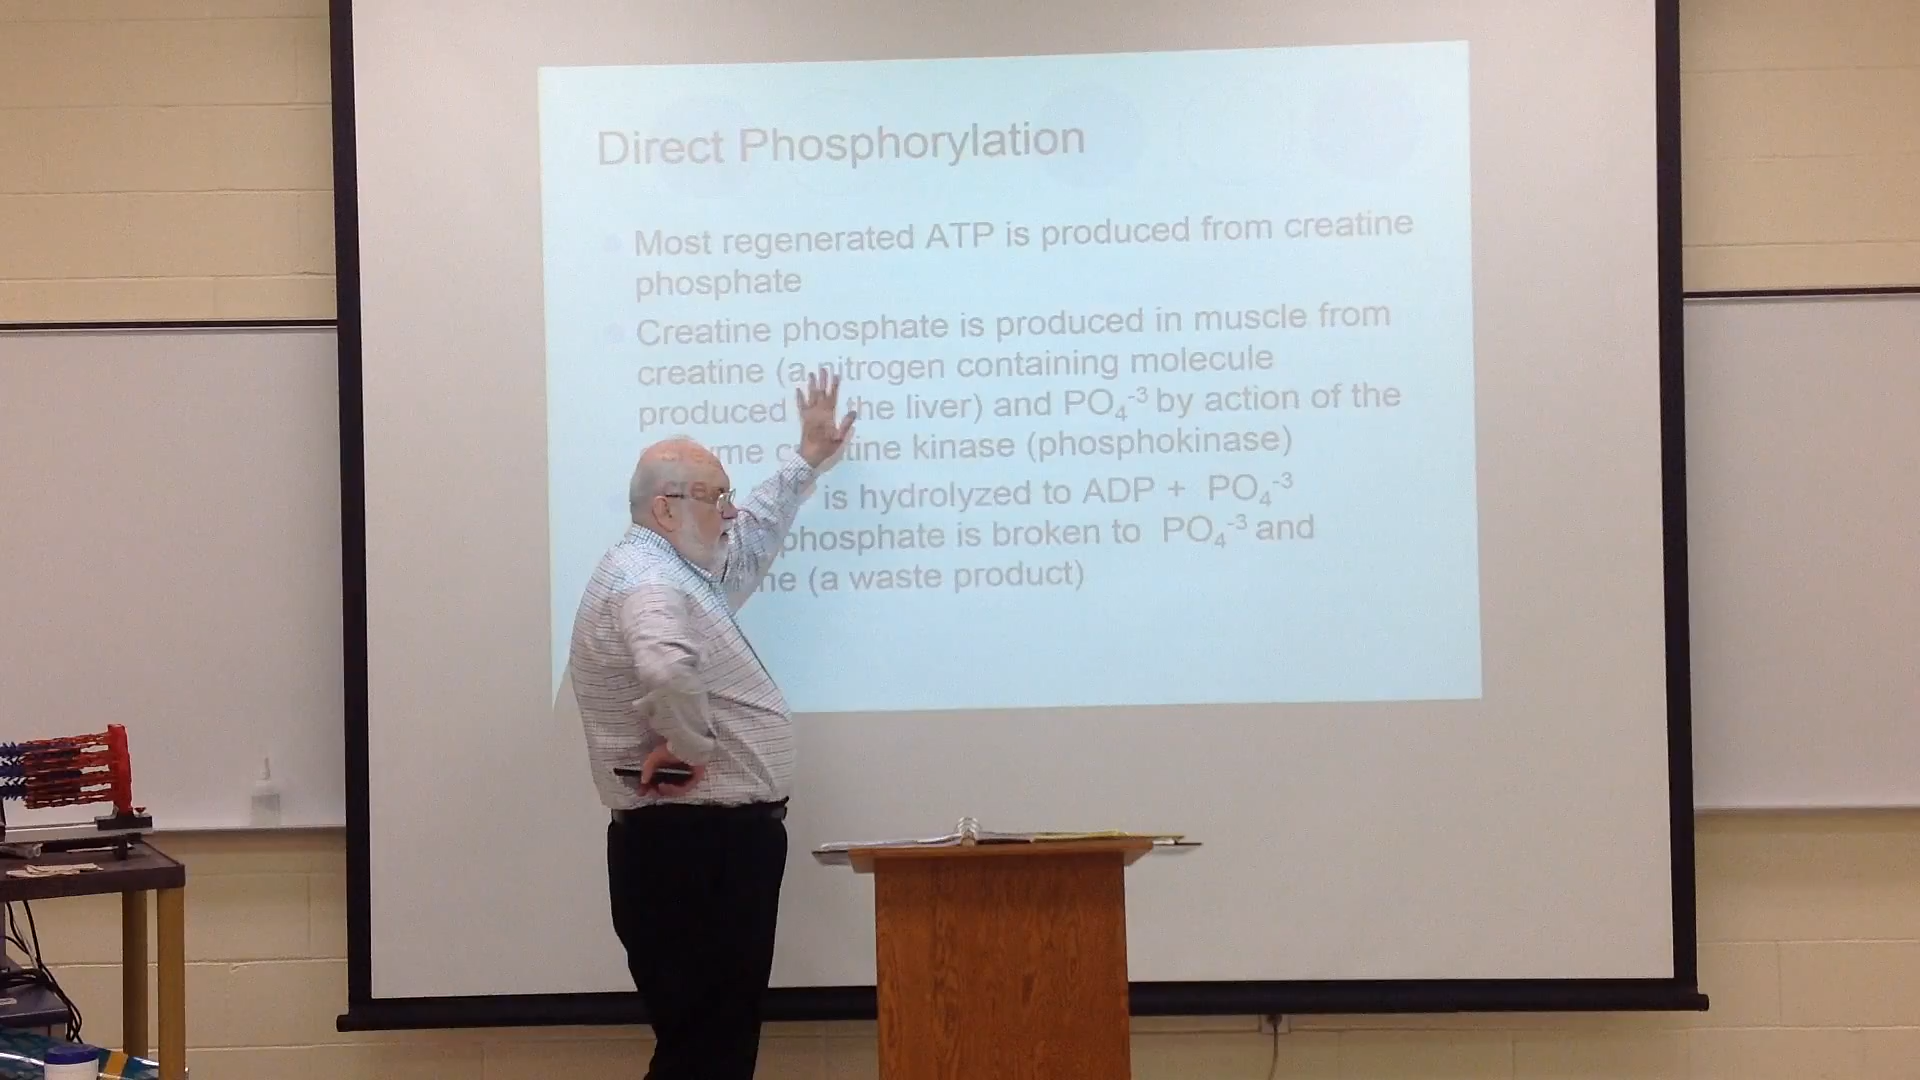 Direct Phosphorylation
Most regenerated ATP is produced from creatine
phosphate
Creatine phosphate is produced in muscle from
creatine (a nitrogen containing molecule
produced the liver) and PO₄⁻³ by action of the
kinase (phosphokinase)
is hydrolyzed to ADP + PO₄⁻³
phosphate is broken to PO₄⁻³ and
(a waste product)